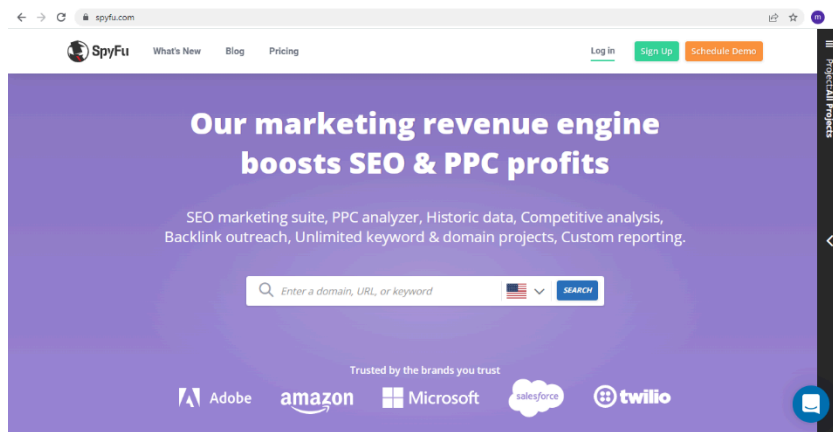 spyfu.com
m
SpyFu What's New Blog Pricing Log in Sign Up Schedule Demo
Project:All Projects
Our marketing revenue engine
boosts SEO & PPC profits
SEO marketing suite, PPC analyzer, Historic data, Competitive analysis,
Backlink outreach, Unlimited keyword & domain projects, Custom reporting.
Enter a domain, URL, or keyword SEARCH
Trusted by the brands you trust
Adobe amazon Microsoft salesforce twilio